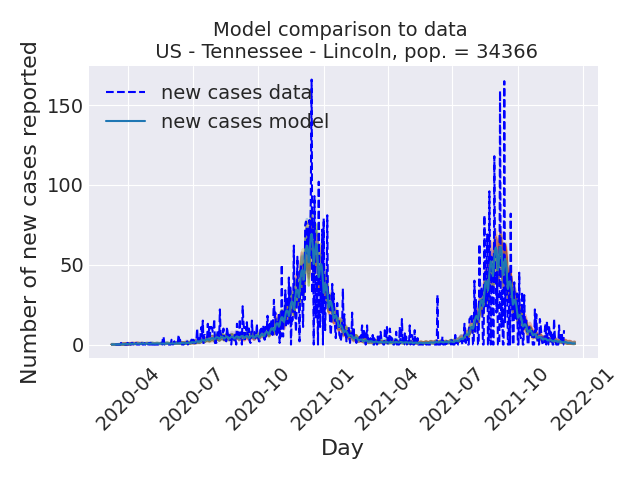 Model comparison to data
US - Tennessee - Lincoln, pop. = 34366
new cases data
new cases model
Number of new cases reported
150
100
50
0
2020-04
2020-07
2020-10
2021-01
2021-04
2021-07
2021-10
2022-01
Day